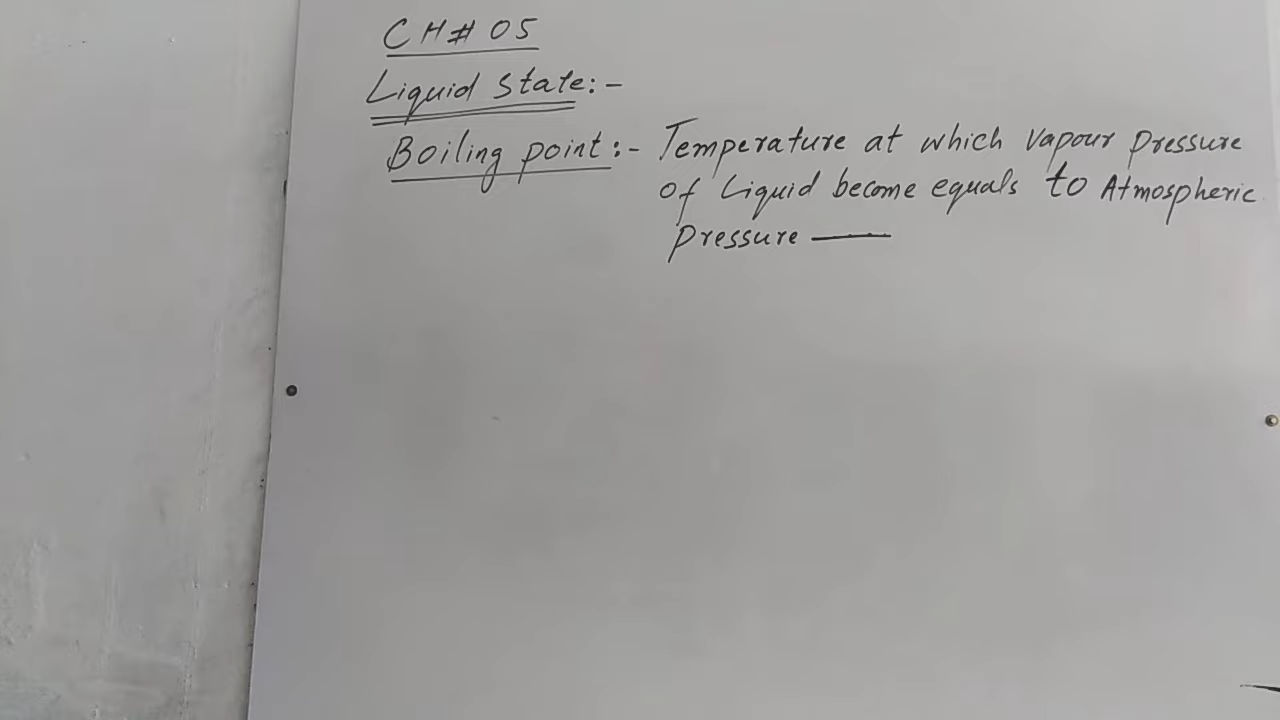 CH# 05
Liquid state:-
Boiling point:- Temperature at which vapour pressure
of liquid become equals to Atmospheric
pressure —